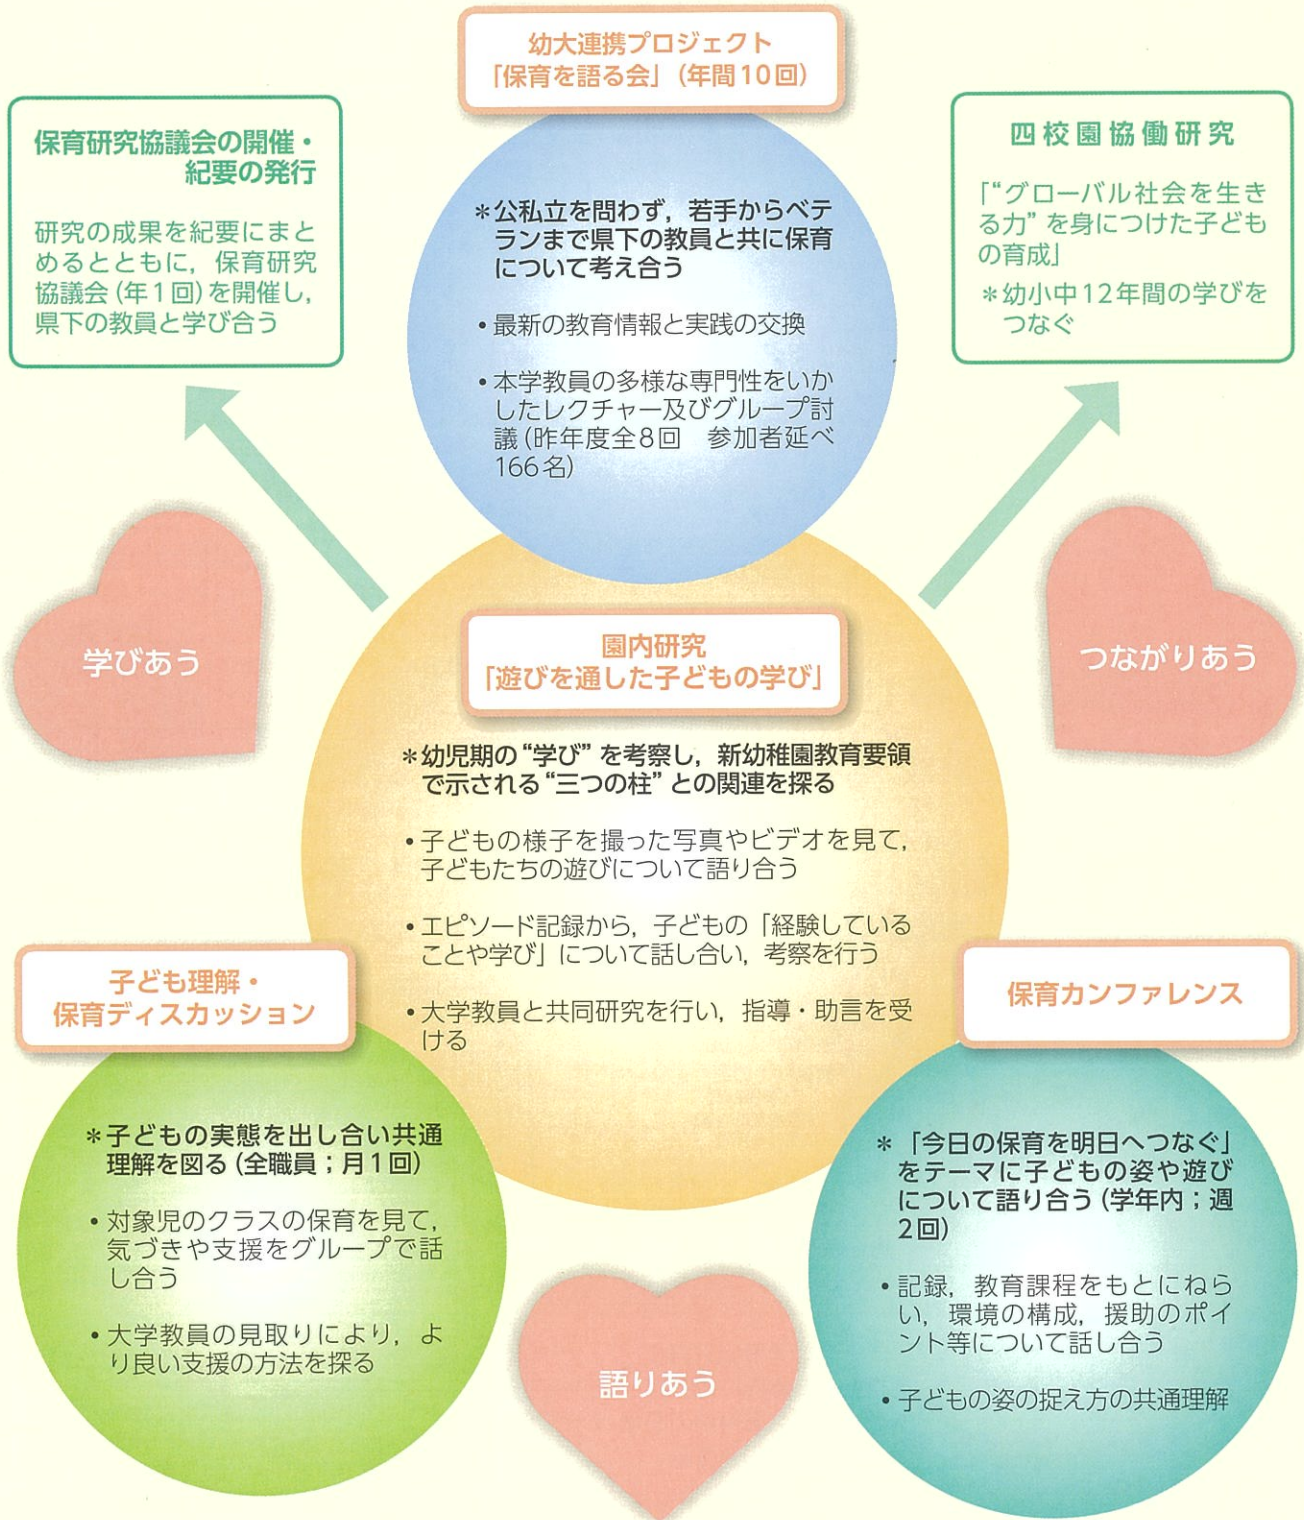 幼大連携プロジェクト
「保育を語る会」(年間10回)
保育研究協議会の開催・
紀要の発行
研究の成果を紀要にまと
めるとともに，保育研究
協議会(年1回)を開催し，
県下の教員と学び合う
＊公私立を問わず，若手からベテ
ランまで県下の教員と共に保育
について考え合う
•最新の教育情報と実践の交換
•本学教員の多様な専門性をいか
したレクチャー及びグループ討
議(昨年度全8回　参加者延べ
166名)
四校園協働研究
「“グローバル社会を生き
る力”を身につけた子ども
の育成」
＊幼小中12年間の学びを
つなぐ
学びあう
つながりあう
園内研究
「遊びを通した子どもの学び」
＊幼児期の“学び”を考察し，新幼稚園教育要領
で示される“三つの柱”との関連を探る
•子どもの様子を撮った写真やビデオを見て，
子どもたちの遊びについて語り合う
•エピソード記録から，子どもの「経験している
ことや学び」について話し合い，考察を行う
•大学教員と共同研究を行い，指導・助言を受
ける
子ども理解・
保育ディスカッション
＊子どもの実態を出し合い共通
理解を図る(全職員；月1回)
•対象児のクラスの保育を見て，
気づきや支援をグループで話
し合う
•大学教員の見取りにより，よ
り良い支援の方法を探る
保育カンファレンス
＊「今日の保育を明日へつなぐ」
をテーマに子どもの姿や遊び
について語り合う(学年内；週
2回)
•記録，教育課程をもとにねら
い，環境の構成，援助のポイ
ント等について話し合う
•子どもの姿の捉え方の共通理解
語りあう